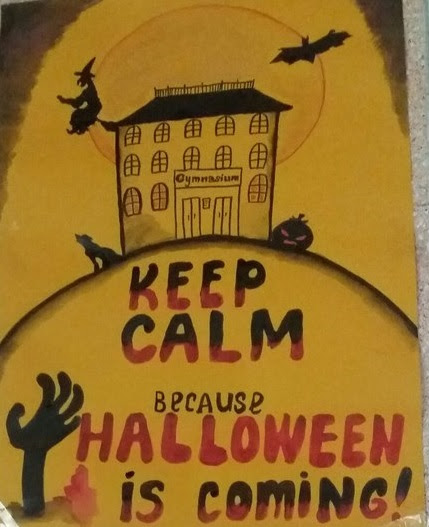 Gymnasium
KEEP
CALM
BECAUSE
HALLOWEEN
iS COMiNG!